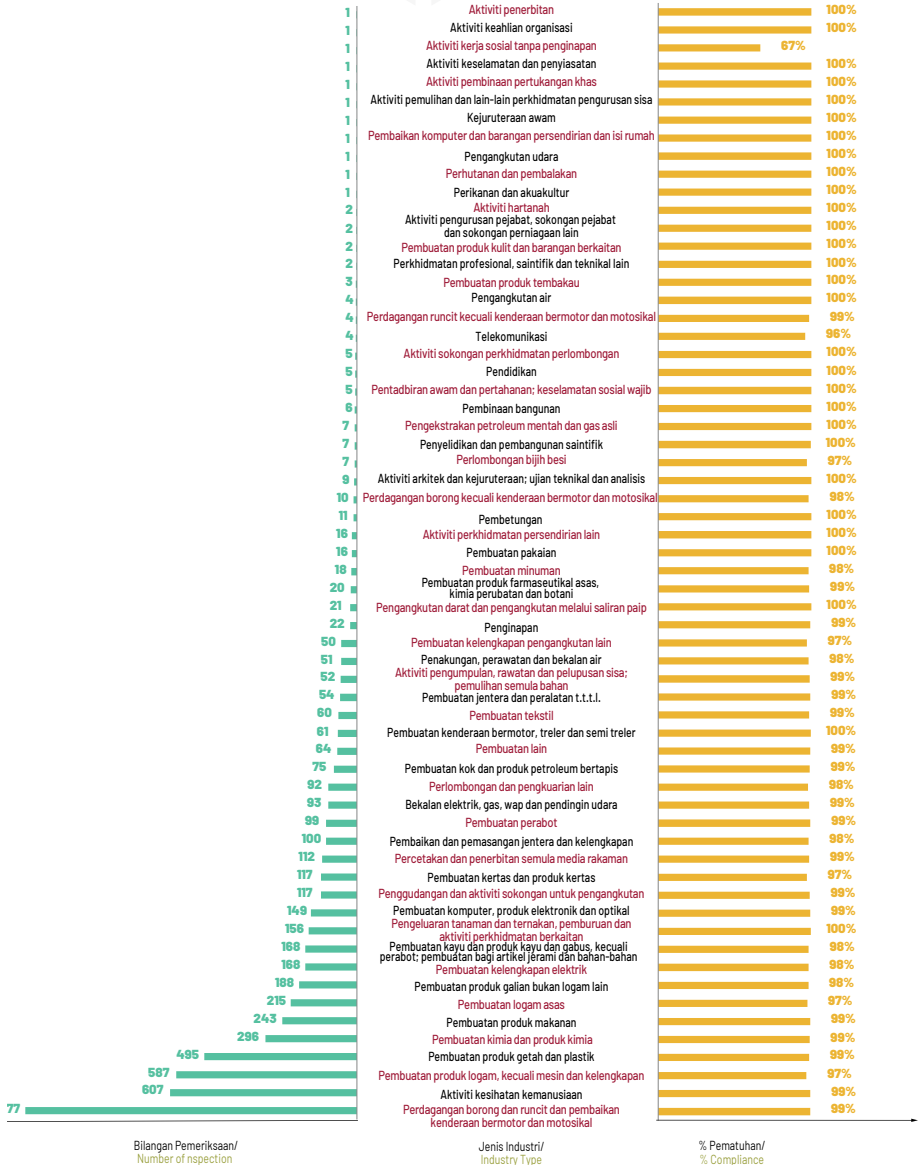 1 Aktiviti penerbitan 100%
1 Aktiviti keahlian organisasi 100%
1 Aktiviti kerja sosial tanpa penginapan 67%
1 Aktiviti keselamatan dan penyiasatan 100%
1 Aktiviti pembinaan pertukangan khas 100%
1 Aktiviti pemulihan dan lain-lain perkhidmatan pengurusan sisa 100%
1 Kejuruteraan awam 100%
1 Pembaikan komputer dan barangan persendirian dan isi rumah 100%
1 Pengangkutan udara 100%
1 Perhutanan dan pembalakan 100%
1 Perikanan dan akuakultur 100%
2 Aktiviti hartanah 100%
2 Aktiviti pengurusan pejabat, sokongan pejabat
dan sokongan perniagaan lain 100%
2 Pembuatan produk kulit dan barangan berkaitan 100%
2 Perkhidmatan profesional, saintifik dan teknikal lain 100%
3 Pembuatan produk tembakau 100%
4 Pengangkutan air 100%
4 Perdagangan runcit kecuali kenderaan bermotor dan motosikal 99%
4 Telekomunikasi 96%
5 Aktiviti sokongan perkhidmatan perlombongan 100%
5 Pendidikan 100%
5 Pentadbiran awam dan pertahanan; keselamatan sosial wajib 100%
6 Pembinaan bangunan 100%
7 Pengekstrakan petroleum mentah dan gas asli 100%
7 Penyelidikan dan pembangunan saintifik 100%
7 Perlombongan bijih besi 97%
9 Aktiviti arkitek dan kejuruteraan; ujian teknikal dan analisis 100%
10 Perdagangan borong kecuali kenderaan bermotor dan motosikal 98%
11 Pembetungan 100%
16 Aktiviti perkhidmatan persendirian lain 100%
16 Pembuatan pakaian 100%
18 Pembuatan minuman 98%
20 Pembuatan produk farmaseutikal asas,
kimia perubatan dan botani 99%
21 Pengangkutan darat dan pengangkutan melalui saliran paip 100%
22 Penginapan 99%
50 Pembuatan kelengkapan pengangkutan lain 97%
51 Penakungan, perawatan dan bekalan air 98%
52 Aktiviti pengumpulan, rawatan dan pelupusan sisa;
pemulihan semula bahan 99%
54 Pembuatan jentera dan peralatan t.t.t.l. 99%
60 Pembuatan tekstil 99%
61 Pembuatan kenderaan bermotor, treler dan semi treler 100%
64 Pembuatan lain 99%
75 Pembuatan kok dan produk petroleum bertapis 99%
92 Perlombongan dan pengkuarian lain 98%
93 Bekalan elektrik, gas, wap dan pendingin udara 99%
99 Pembuatan perabot 99%
100 Pembaikan dan pemasangan jentera dan kelengkapan 98%
112 Percetakan dan penerbitan semula media rakaman 99%
117 Pembuatan kertas dan produk kertas 97%
117 Penggudangan dan aktiviti sokongan untuk pengangkutan 99%
149 Pembuatan komputer, produk elektronik dan optikal 99%
156 Pengeluaran tanaman dan ternakan, pemburuan dan
aktiviti perkhidmatan berkaitan 100%
168 Pembuatan kayu dan produk kayu dan gabus, kecuali
perabot; pembuatan bagi artikel jerami dan bahan-bahan 98%
168 Pembuatan kelengkapan elektrik 98%
188 Pembuatan produk galian bukan logam lain 98%
215 Pembuatan logam asas 97%
243 Pembuatan produk makanan 99%
296 Pembuatan kimia dan produk kimia 99%
495 Pembuatan produk getah dan plastik 99%
587 Pembuatan produk logam, kecuali mesin dan kelengkapan 97%
607 Aktiviti kesihatan kemanusiaan 99%
77 Perdagangan borong dan runcit dan pembaikan
kenderaan bermotor dan motosikal 99%
Bilangan Pemeriksaan/ Jenis Industri/ % Pematuhan/
Number of nspection Industry Type % Compliance